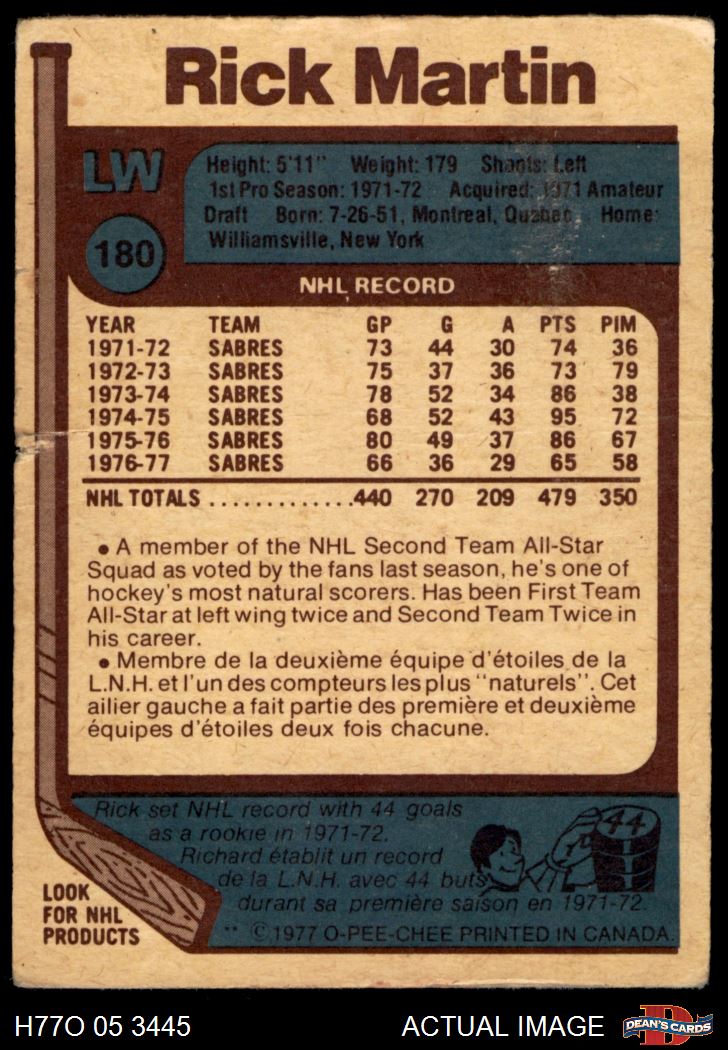 Rick Martin
LW
Height: 5'11" Weight: 179 Shoots: Left
1st Pro Season: 1971-72 Acquired: 1971 Amateur
Draft Born: 7-26-51, Montreal, Quebec Home:
Williamsville, New York
180
NHL RECORD
YEAR TEAM GP G A PTS PIM
1971-72 SABRES 73 44 30 74 36
1972-73 SABRES 75 37 36 73 79
1973-74 SABRES 78 52 34 86 38
1974-75 SABRES 68 52 43 95 72
1975-76 SABRES 80 49 37 86 67
1976-77 SABRES 66 36 29 65 58
NHL TOTALS ............. 440 270 209 479 350
• A member of the NHL Second Team All-Star
Squad as voted by the fans last season, he's one of
hockey's most natural scorers. Has been First Team
All-Star at left wing twice and Second Team Twice in
his career.
• Membre de la deuxième équipe d'étoiles de la
L.N.H. et l'un des compteurs les plus "naturels". Cet
ailier gauche a fait partie des première et deuxième
équipes d'étoiles deux fois chacune.
Rick set NHL record with 44 goals
as a rookie in 1971-72.
Richard établit un record
de la L.N.H. avec 44 buts
durant sa première saison en 1971-72.
44
LOOK
FOR NHL
PRODUCTS
** © 1977 O-PEE-CHEE PRINTED IN CANADA.
H77O 05 3445 ACTUAL IMAGE
DEAN'S CARDS